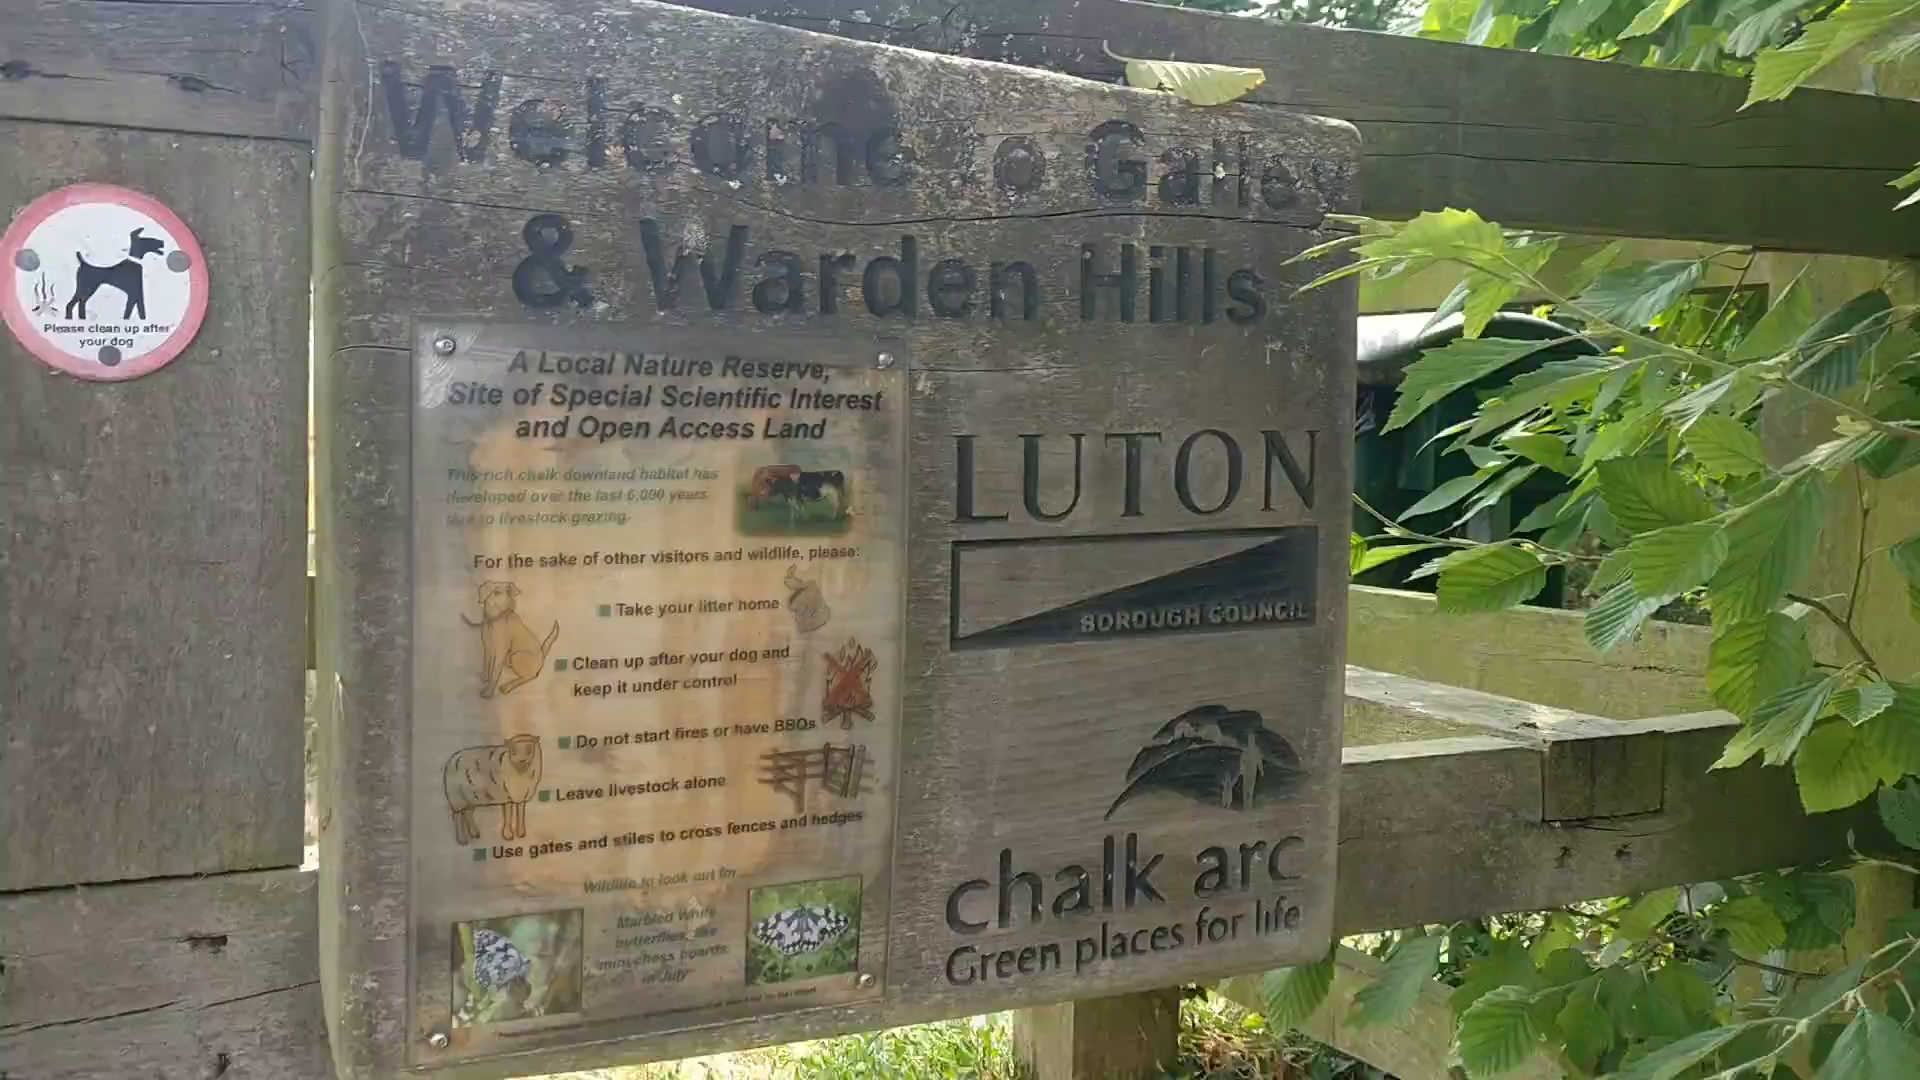 Welcome to Galley
& Warden Hills
Please clean up after
your dog
A Local Nature Reserve,
Site of Special Scientific Interest
and Open Access Land
This rich chalk downland habitat has
developed over the last 6,000 years
due to livestock grazing.
For the sake of other visitors and wildlife, please:
Take your litter home
Clean up after your dog and
keep it under control
Do not start fires or have BBQs
Leave livestock alone
Use gates and stiles to cross fences and hedges
Wildlife to look out for
Marbled White
butterflies, like
mini chess boards
in July
LUTON
BOROUGH COUNCIL
chalk arc
Green places for life